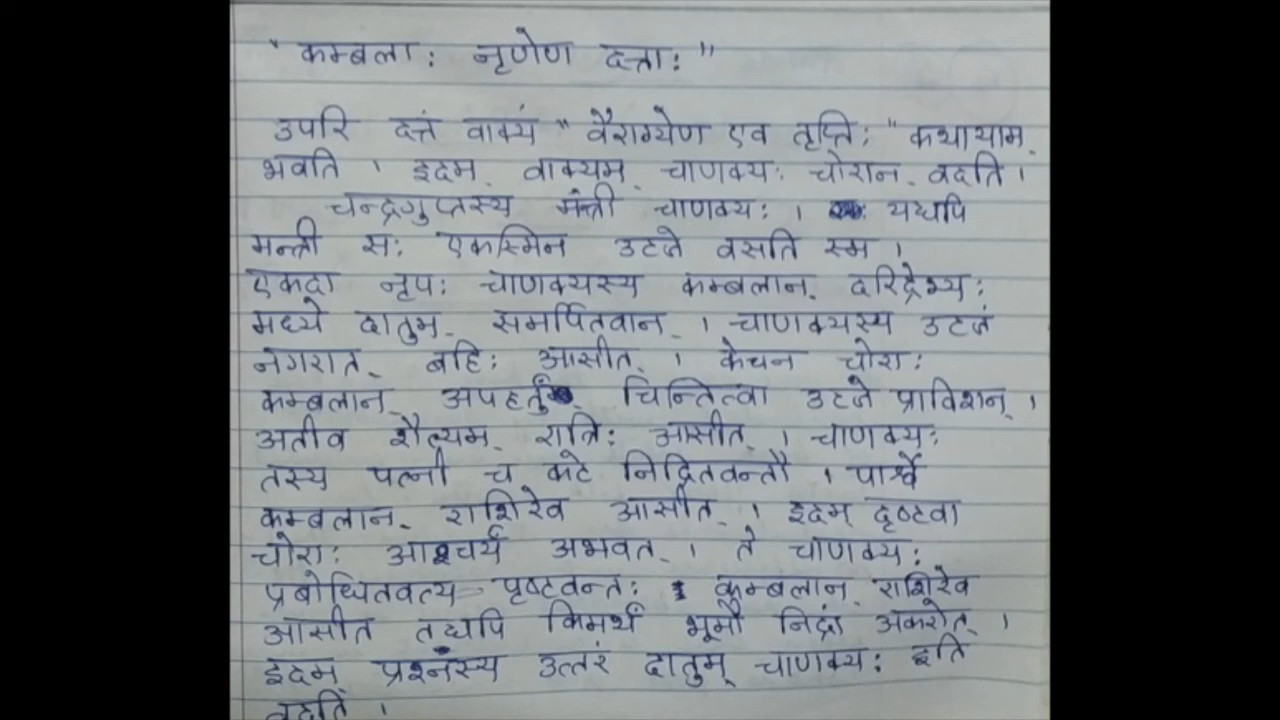 "कम्बला: नृणेण दत्ता:"
उपरि दत्तं वाक्यं "वैराग्येण एव तृप्ति:" कथायाम्
भवति । इदम् वाक्यम् चाणक्य: चोरान् वदति ।
चन्द्रगुप्तस्य मंत्री चाणक्य: । यद्यपि
मन्त्री स: एकस्मिन उटजे वसति स्म ।
एकदा नृप: चाणक्यस्य कम्बलान् दरिद्रेभ्य:
मध्ये दातुम् समर्पितवान् । चाणक्यस्य उटजं
नगरात् बहि: आसीत् । केचन चोरा:
कम्बलान् अपहर्तुं चिन्तित्वा उटजे प्राविशन् ।
अतीव शैत्यम् रात्रि: आसीत् । चाणक्य:
तस्य पत्नी च कटे निद्रितवन्तौ । पार्श्वे
कम्बलान् राशिरेव आसीत् । इदम् दृष्टवा
चोरा: आश्चर्यं अभवत् । ते चाणक्य:
प्रबोधितवत्य पृष्टवन्त: कम्बलान् राशिरेव
आसीत तद्यपि किमर्थं भूमौ निद्रां अकरोत् ।
इदम् प्रश्नस्य उत्तरं दातुम् चाणक्य: इति
वदति ।